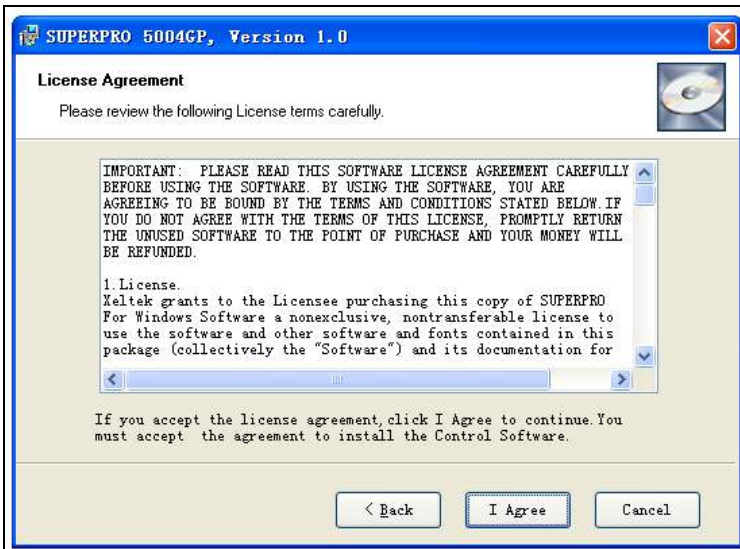 SUPERPRO 5004GP, Version 1.0
License Agreement
Please review the following License terms carefully.
IMPORTANT: PLEASE READ THIS SOFTWARE LICENSE AGREEMENT CAREFULLY
BEFORE USING THE SOFTWARE. BY USING THE SOFTWARE, YOU ARE
AGREEING TO BE BOUND BY THE TERMS AND CONDITIONS STATED BELOW.IF
YOU DO NOT AGREE WITH THE TERMS OF THIS LICENSE, PROMPTLY RETURN
THE UNUSED SOFTWARE TO THE POINT OF PURCHASE AND YOUR MONEY WILL
BE REFUNDED.
1.License.
Xeltek grants to the Licensee purchasing this copy of SUPERPRO
For Windows Software a nonexclusive, nontransferable license to
use the software and other software and fonts contained in this
package (collectively the "Software") and its documentation for
If you accept the license agreement,click I Agree to continue.You
must accept the agreement to install the Control Software.
< Back
I Agree
Cancel